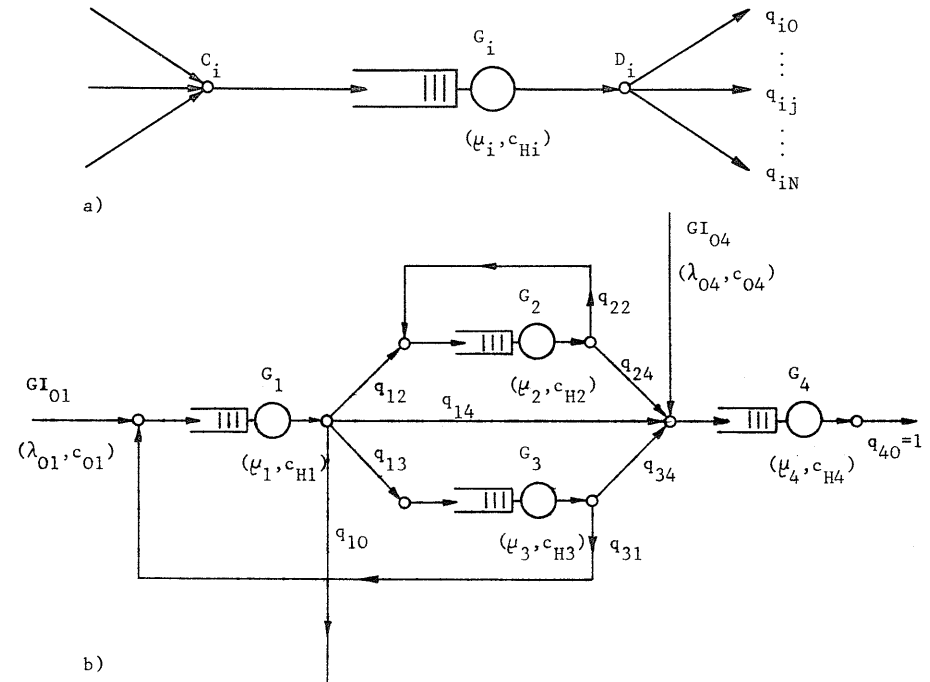 C_i
G_i
D_i
(μ_i,c_Hi)
q_i0
q_ij
q_iN
a)
GI_04
(λ_04,c_04)
G_2
q_22
(μ_2,c_H2)
q_24
GI_01
(λ_01,c_01)
G_1
(μ_1,c_H1)
q_12
q_14
q_13
G_4
(μ_4,c_H4)
q_40=1
G_3
(μ_3,c_H3)
q_34
q_31
q_10
b)